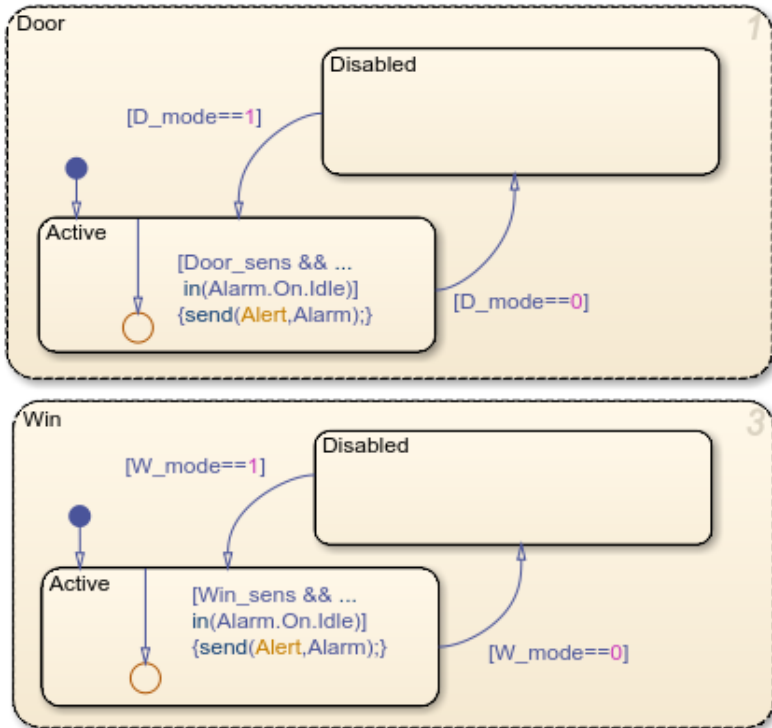 Door
1
Disabled
[D_mode==1]
Active
[Door_sens && ...
in(Alarm.On.Idle)]
{send(Alert,Alarm);}
[D_mode==0]
Win
3
Disabled
[W_mode==1]
Active
[Win_sens && ...
in(Alarm.On.Idle)]
{send(Alert,Alarm);}
[W_mode==0]